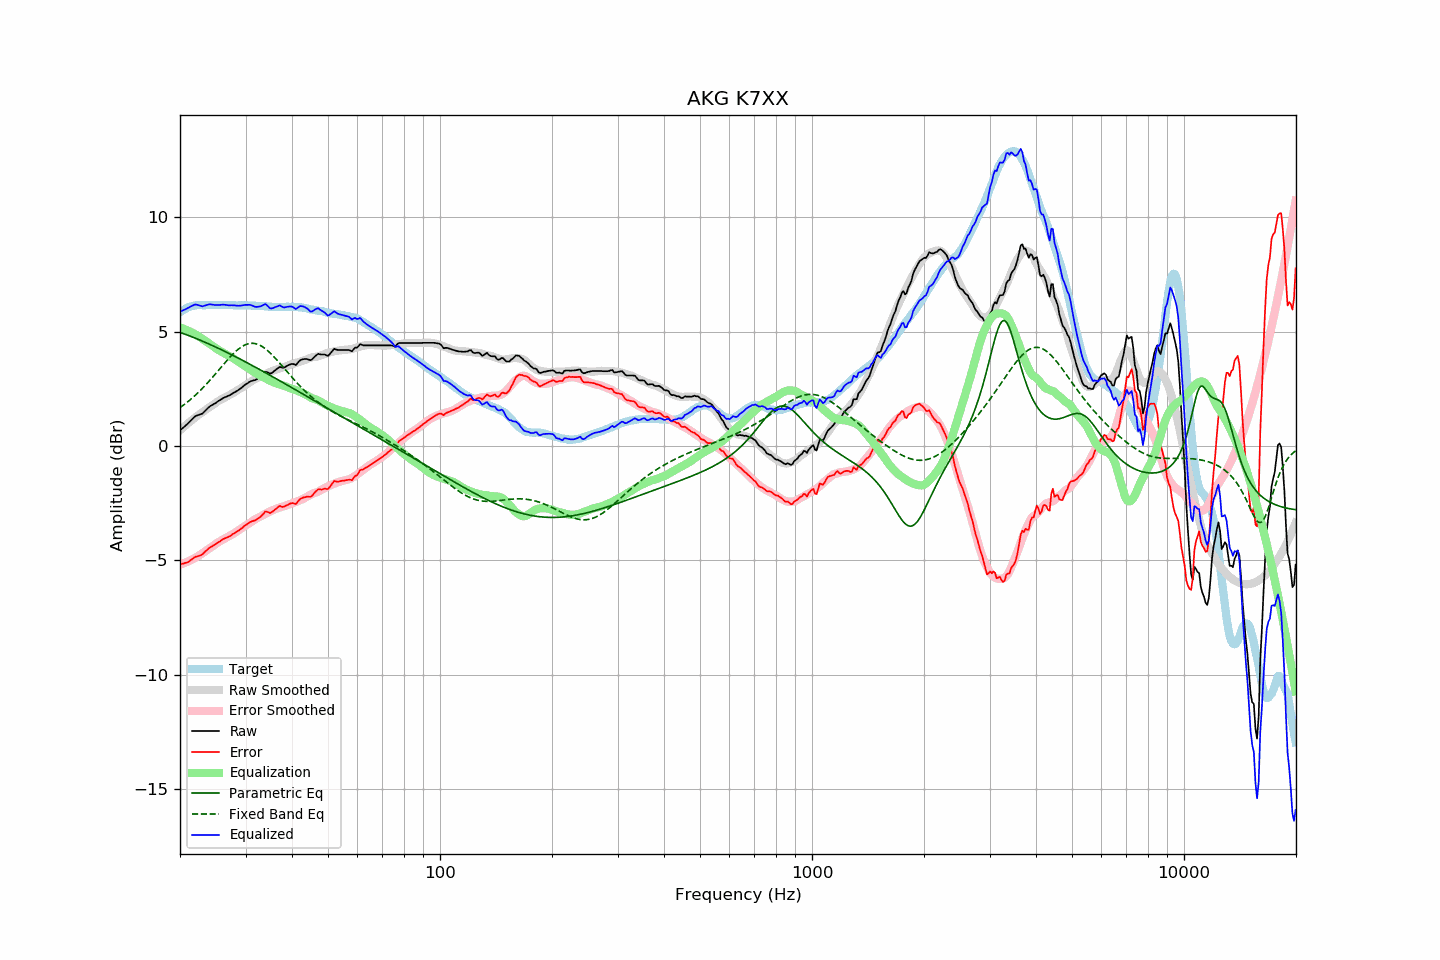 AKG K7XX
Amplitude (dBr)
10
5
0
−5
−10
−15
Target
Raw Smoothed
Error Smoothed
Raw
Error
Equalization
Parametric Eq
Fixed Band Eq
Equalized
100
1000
10000
Frequency (Hz)